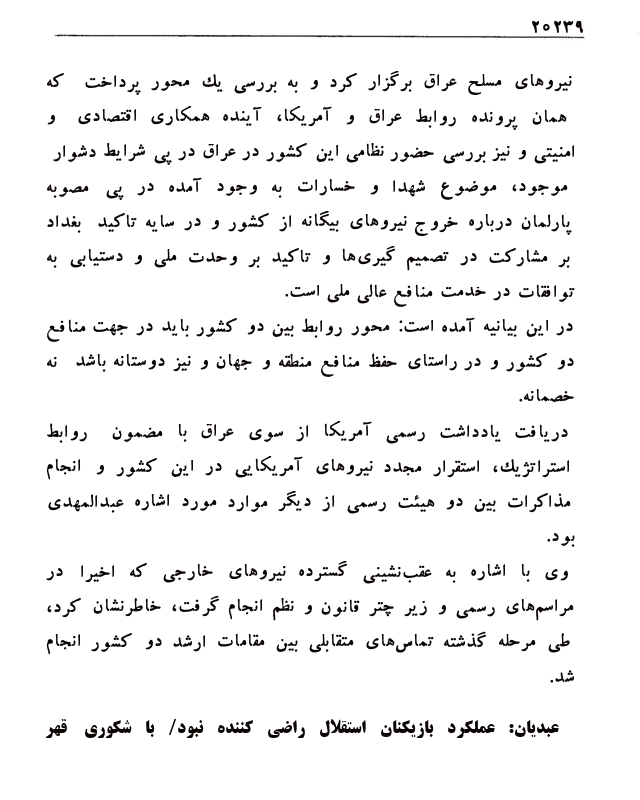 ۲۰۲۳۹
نیروهای مسلح عراق برگزار کرد و به بررسی یك محور پرداخت که
همان پرونده روابط عراق و آمریکا، آینده همکاری اقتصادی و
امنیتی و نیز بررسی حضور نظامی این کشور در عراق در پی شرایط دشوار
موجود، موضوع شهدا و خسارات به وجود آمده در پی مصوبه
پارلمان درباره خروج نیروهای بیگانه از کشور و در سایه تاکید بغداد
بر مشارکت در تصمیم گیری‌ها و تاکید بر وحدت ملی و دستیابی به
توافقات در خدمت منافع عالی ملی است.
در این بیانیه آمده است: محور روابط بین دو کشور باید در جهت منافع
دو کشور و در راستای حفظ منافع منطقه و جهان و نیز دوستانه باشد نه
خصمانه.
دریافت یادداشت رسمی آمریکا از سوی عراق با مضمون روابط
استراتژیك، استقرار مجدد نیروهای آمریکایی در این کشور و انجام
مذاکرات بین دو هیئت رسمی از دیگر موارد مورد اشاره عبدالمهدی
بود.
وی با اشاره به عقب‌نشینی گسترده نیروهای خارجی که اخیرا در
مراسم‌های رسمی و زیر چتر قانون و نظم انجام گرفت، خاطرنشان کرد،
طی مرحله گذشته تماس‌های متقابلی بین مقامات ارشد دو کشور انجام
شد.
عبدیان: عملکرد بازیکنان استقلال راضی کننده نبود/ با شکوری قهر